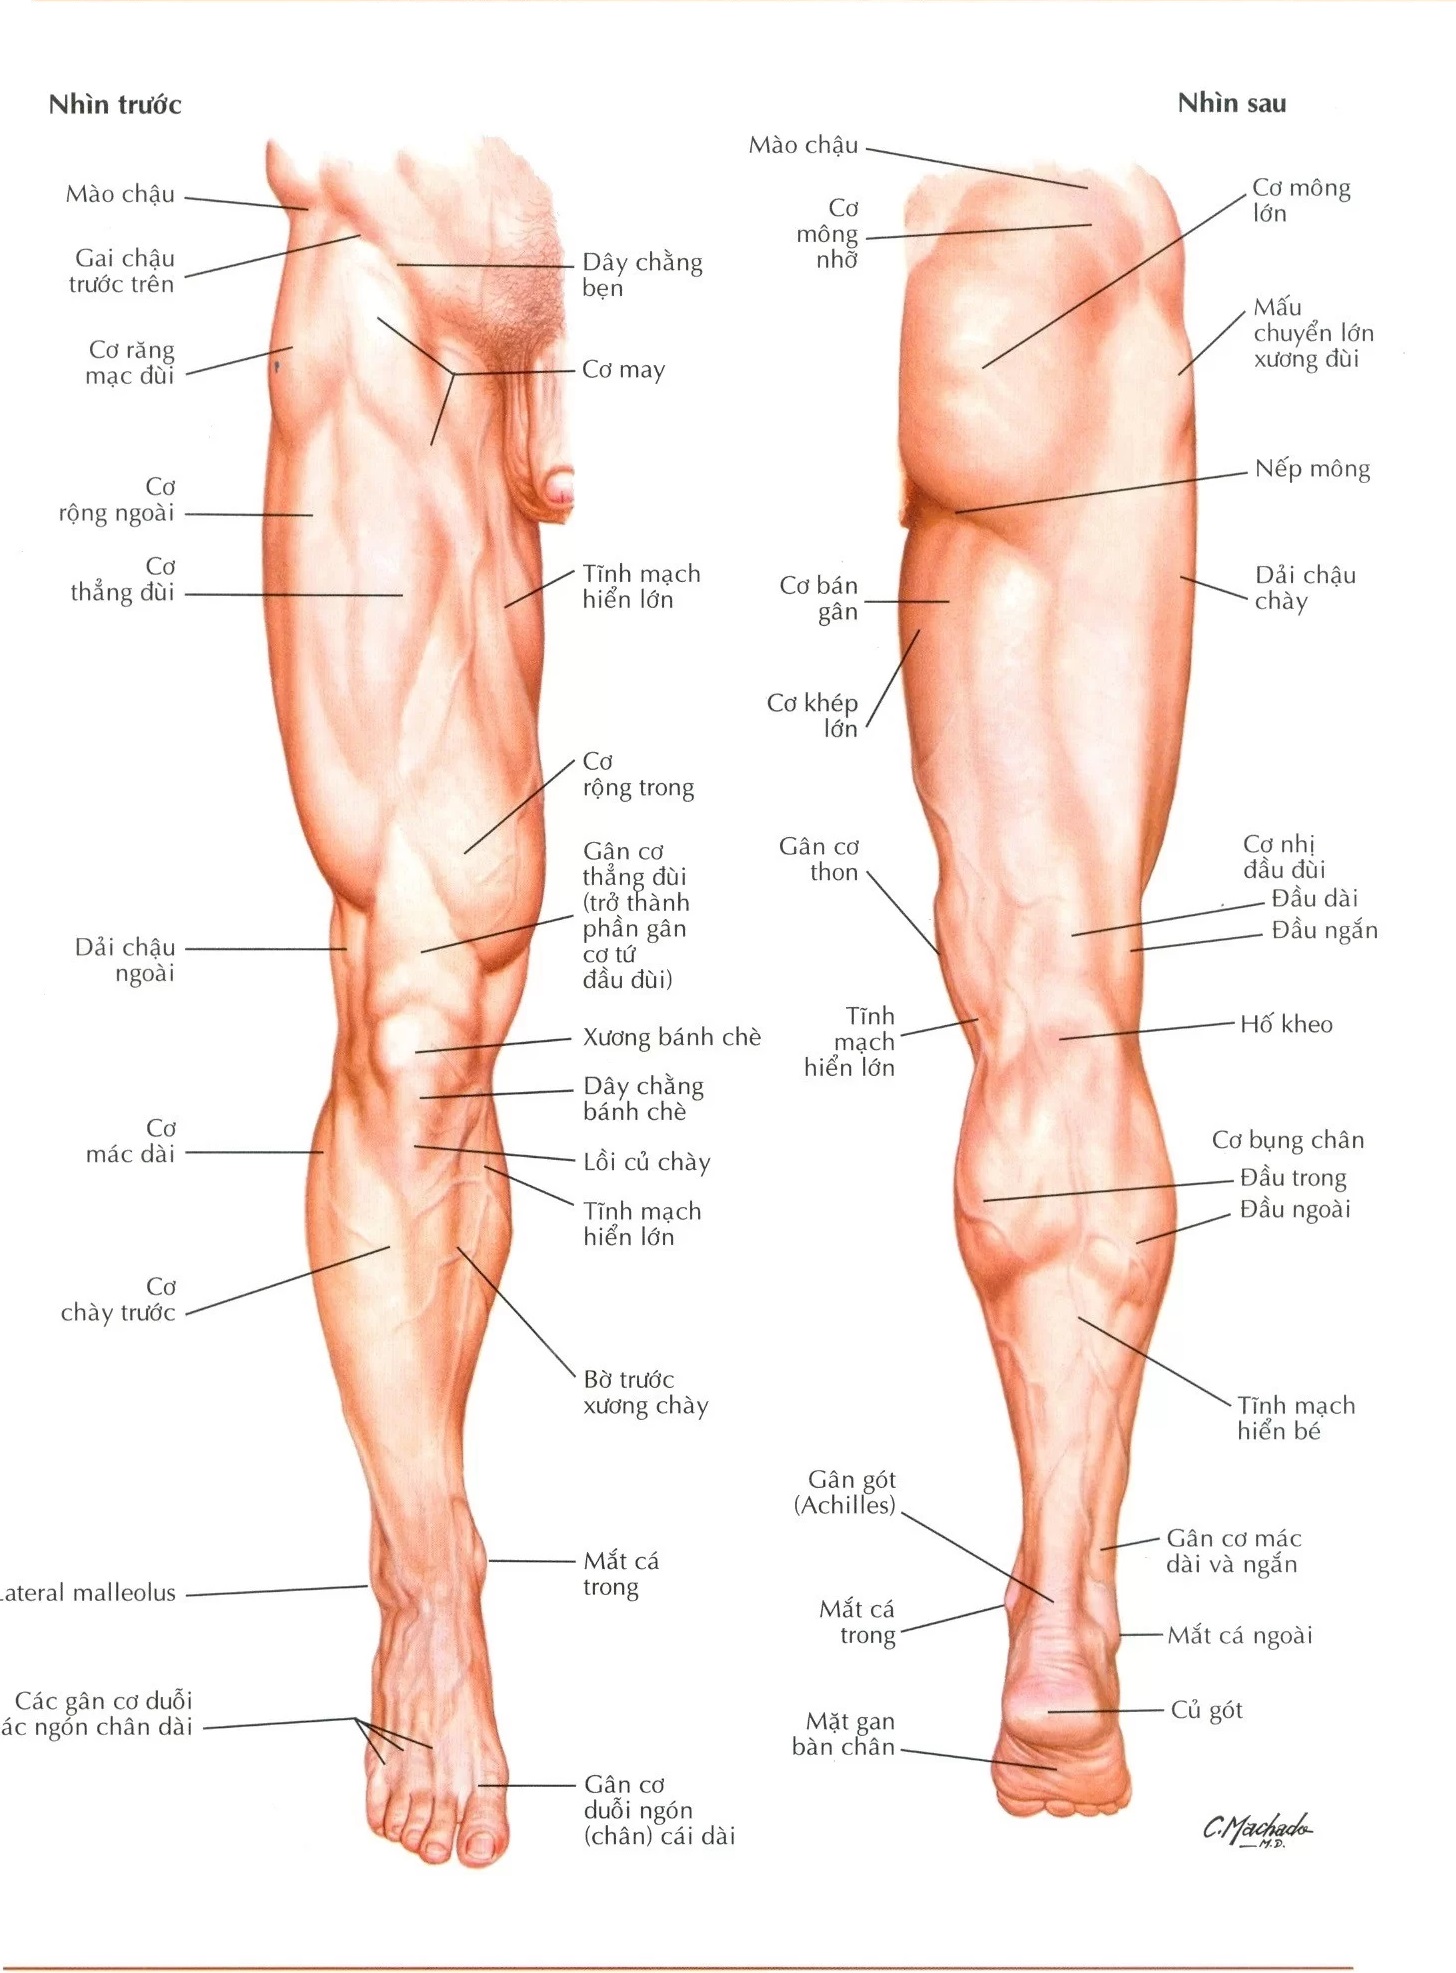 Nhìn trước
Mào chậu
Gai chậu
trước trên
Cơ răng
mạc đùi
Cơ
rộng ngoài
Cơ
thẳng đùi
Dải chậu
ngoài
Cơ
mác dài
Cơ
chày trước
Lateral malleolus
Các gân cơ duỗi
ác ngón chân dài
Dây chằng
bẹn
Cơ may
Tĩnh mạch
hiển lớn
Cơ
rộng trong
Gân cơ
thẳng đùi
(trở thành
phần gân
cơ tứ
đầu đùi)
Xương bánh chè
Dây chằng
bánh chè
Lồi củ chày
Tĩnh mạch
hiển lớn
Bờ trước
xương chày
Mắt cá
trong
Gân cơ
duỗi ngón
(chân) cái dài
Nhìn sau
Mào chậu
Cơ
mông
nhỡ
Cơ bán
gân
Cơ khép
lớn
Gân cơ
thon
Tĩnh
mạch
hiển lớn
Gân gót
(Achilles)
Mắt cá
trong
Mặt gan
bàn chân
Cơ mông
lớn
Mấu
chuyển lớn
xương đùi
Nếp mông
Dải chậu
chày
Cơ nhị
đầu đùi
Đầu dài
Đầu ngắn
Hố kheo
Cơ bụng chân
Đầu trong
Đầu ngoài
Tĩnh mạch
hiển bé
Gân cơ mác
dài và ngắn
Mắt cá ngoài
Củ gót
C.Machado
M.D.